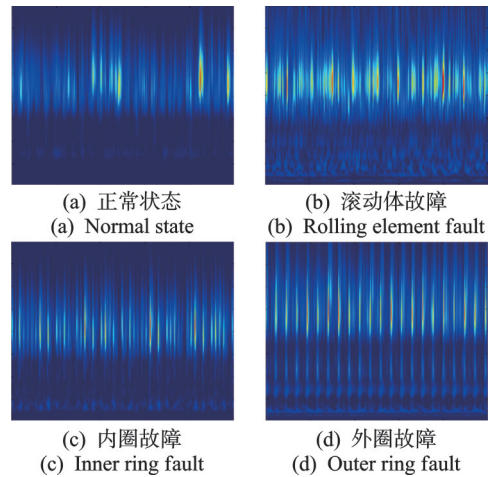 (a) 正常状态
(a) Normal state
(b) 滚动体故障
(b) Rolling element fault
(c) 内圈故障
(c) Inner ring fault
(d) 外圈故障
(d) Outer ring fault